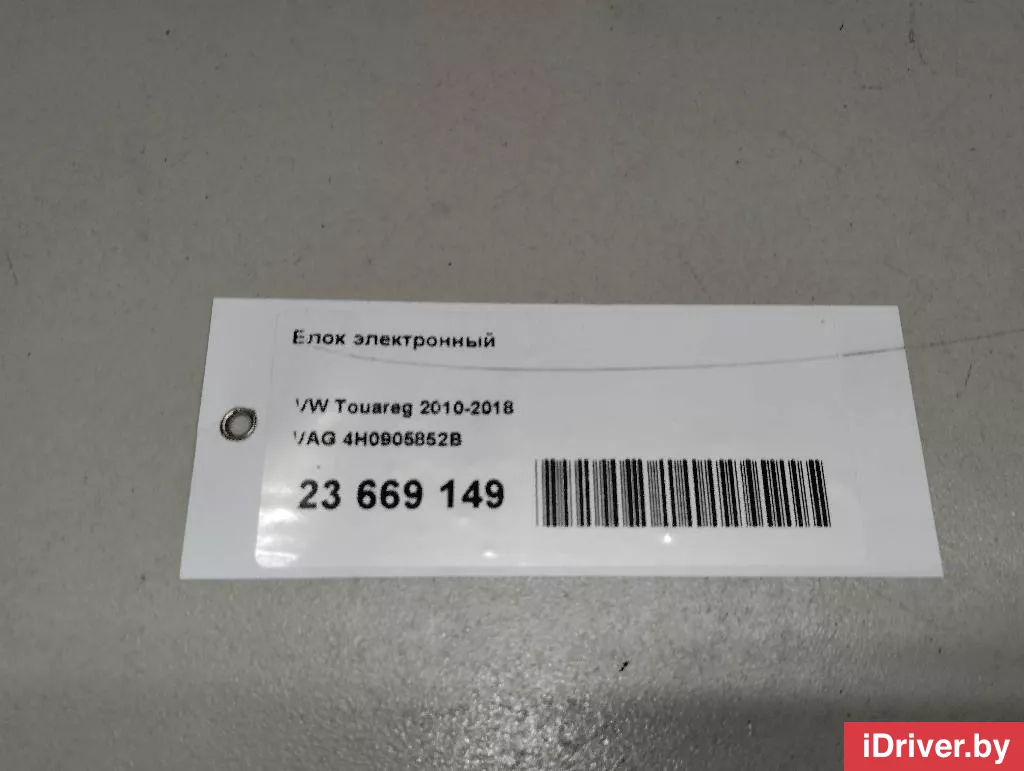 Блок электронный
VW Touareg 2010-2018
VAG 4H0905852B
23 669 149
iDriver.by